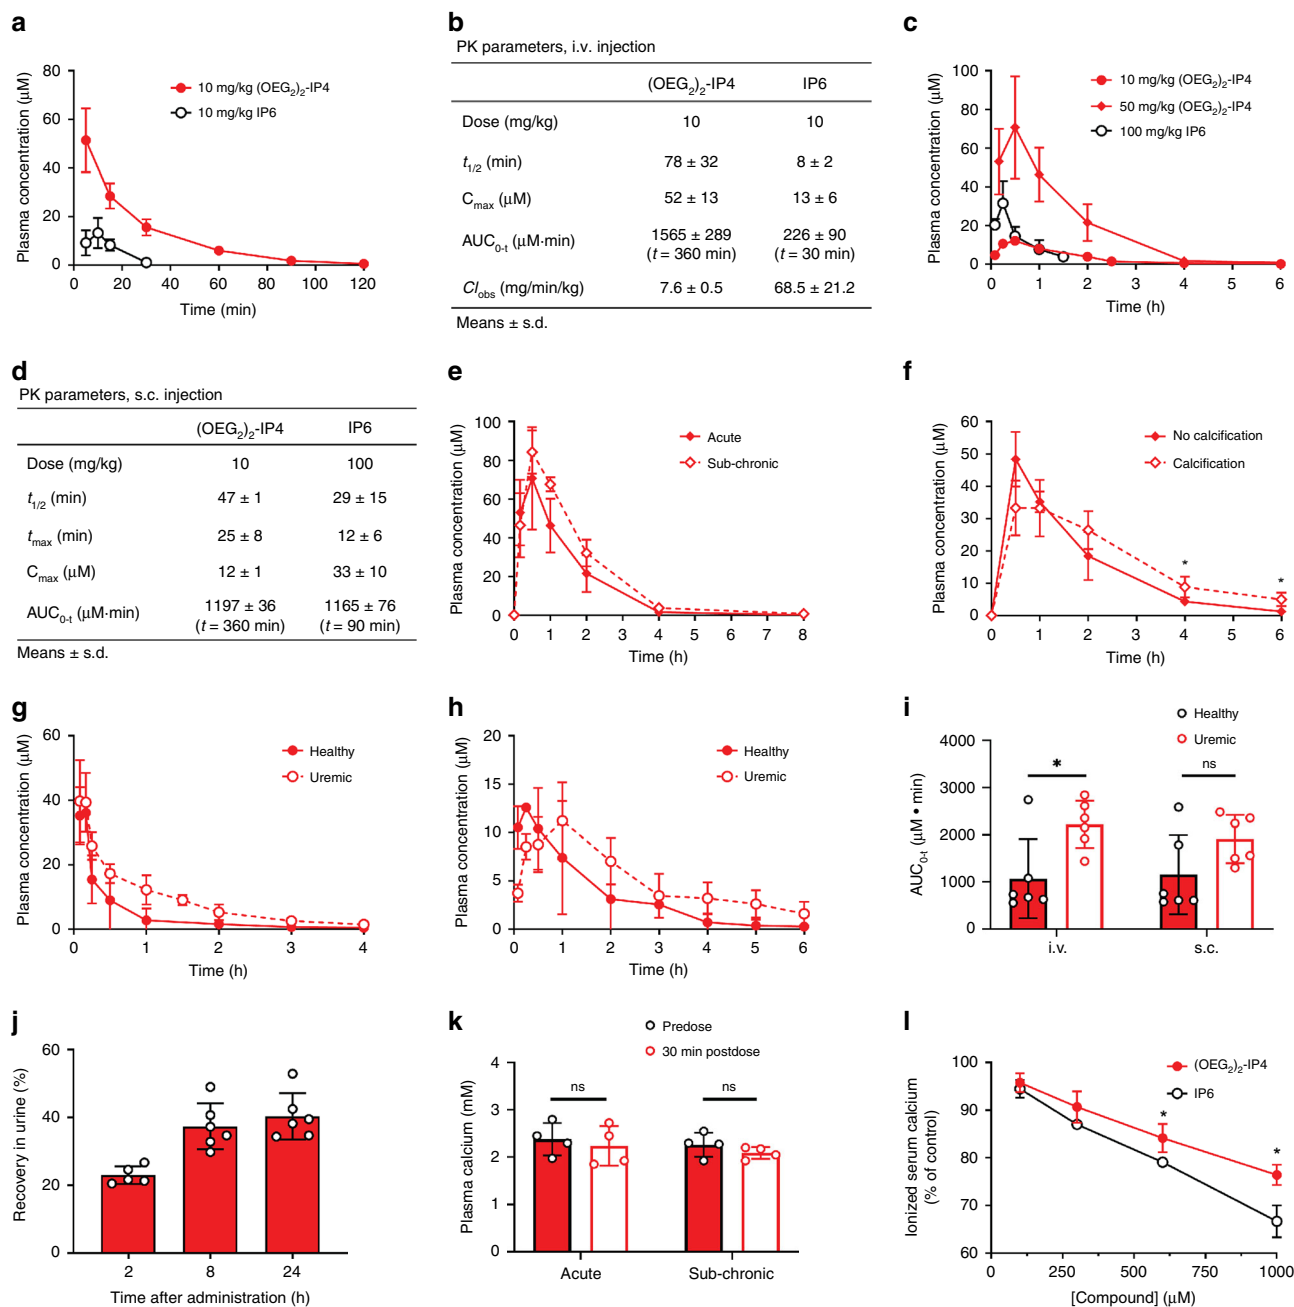 a
Plasma concentration (μM)
80
60
40
20
0
0 20 40 60 80 100 120
Time (min)
10 mg/kg (OEG₂)₂-IP4
10 mg/kg IP6
b
PK parameters, i.v. injection
(OEG₂)₂-IP4 IP6
Dose (mg/kg) 10 10
t₁/₂ (min) 78 ± 32 8 ± 2
Cₘₐₓ (μM) 52 ± 13 13 ± 6
AUC₀₋ₜ (μM·min) 1565 ± 289 226 ± 90
(t = 360 min) (t = 30 min)
Cl_obs (mg/min/kg) 7.6 ± 0.5 68.5 ± 21.2
Means ± s.d.
c
Plasma concentration (μM)
100
80
60
40
20
0
0 1 2 3 4 5 6
Time (h)
10 mg/kg (OEG₂)₂-IP4
50 mg/kg (OEG₂)₂-IP4
100 mg/kg IP6
d
PK parameters, s.c. injection
(OEG₂)₂-IP4 IP6
Dose (mg/kg) 10 100
t₁/₂ (min) 47 ± 1 29 ± 15
tₘₐₓ (min) 25 ± 8 12 ± 6
Cₘₐₓ (μM) 12 ± 1 33 ± 10
AUC₀₋ₜ (μM·min) 1197 ± 36 1165 ± 76
(t = 360 min) (t = 90 min)
Means ± s.d.
e
Plasma concentration (μM)
100
80
60
40
20
0
0 1 2 3 4 5 6 7 8
Time (h)
Acute
Sub-chronic
f
Plasma concentration (μM)
60
50
40
30
20
10
0
0 1 2 3 4 5 6
Time (h)
No calcification
Calcification
* *
g
Plasma concentration (μM)
60
40
20
0
0 1 2 3 4
Time (h)
Healthy
Uremic
h
Plasma concentration (μM)
20
15
10
5
0
0 1 2 3 4 5 6
Time (h)
Healthy
Uremic
i
Healthy
Uremic
AUC₀₋ₜ (μM • min)
4000
3000
2000
1000
0
* ns
i.v. s.c.
j
Recovery in urine (%)
60
40
20
0
2 8 24
Time after administration (h)
k
Predose
30 min postdose
Plasma calcium (mM)
4
3
2
1
0
ns ns
Acute Sub-chronic
l
Ionized serum calcium
(% of control)
100
90
80
70
60
0 250 500 750 1000
[Compound] (μM)
(OEG₂)₂-IP4
IP6
* *